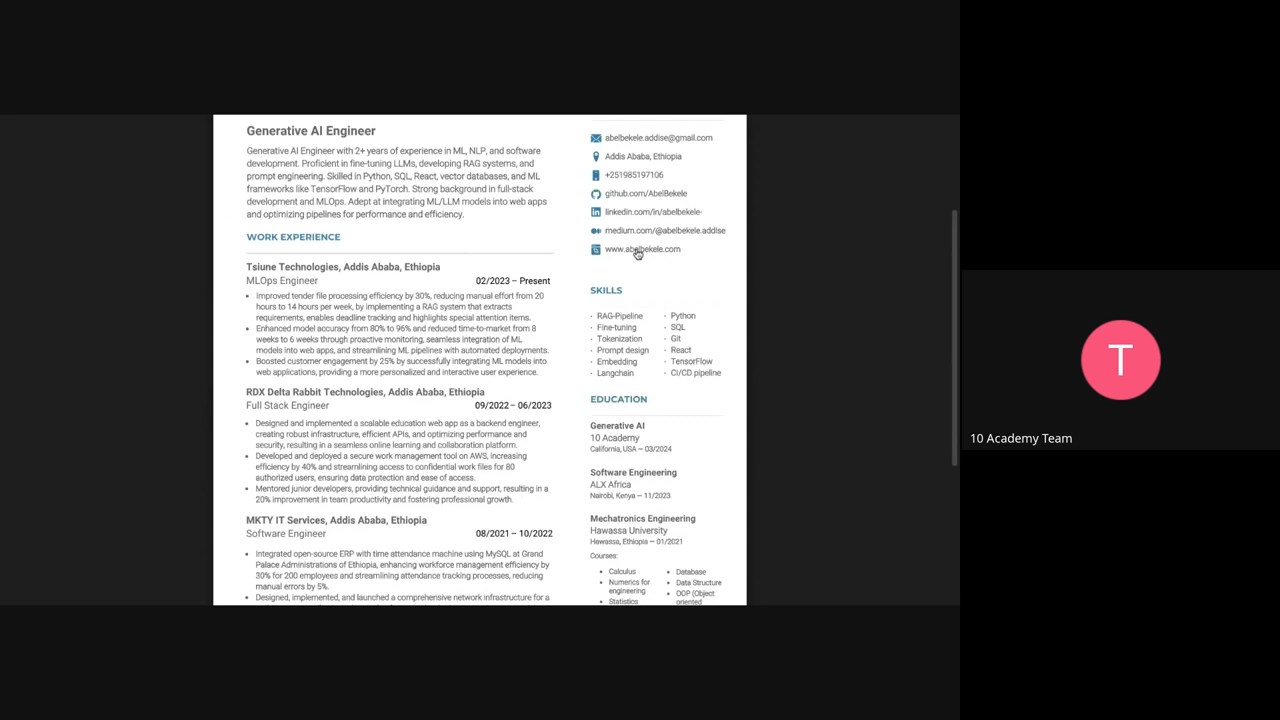 Generative AI Engineer
Generative AI Engineer with 2+ years of experience in ML, NLP, and software
development. Proficient in fine-tuning LLMs, developing RAG systems, and
prompt engineering. Skilled in Python, SQL, React, vector databases, and ML
frameworks like TensorFlow and PyTorch. Strong background in full-stack
development and MLOps. Adept at integrating ML/LLM models into web apps
and optimizing pipelines for performance and efficiency.
WORK EXPERIENCE
Tsiune Technologies, Addis Ababa, Ethiopia
MLOps Engineer 02/2023 – Present
• Improved tender file processing efficiency by 30%, reducing manual effort from 20
hours to 14 hours per week, by implementing a RAG system that extracts
requirements, enables deadline tracking and highlights special attention items.
• Enhanced model accuracy from 80% to 96% and reduced time-to-market from 8
weeks to 6 weeks through proactive monitoring, seamless integration of ML
models into web apps, and streamlining ML pipelines with automated deployments.
• Boosted customer engagement by 25% by successfully integrating ML models into
web applications, providing a more personalized and interactive user experience.
RDX Delta Rabbit Technologies, Addis Ababa, Ethiopia
Full Stack Engineer 09/2022 – 06/2023
• Designed and implemented a scalable education web app as a backend engineer,
creating robust infrastructure, efficient APIs, and optimizing performance and
security, resulting in a seamless online learning and collaboration platform.
• Developed and deployed a secure work management tool on AWS, increasing
efficiency by 40% and streamlining access to confidential work files for 80
authorized users, ensuring data protection and ease of access.
• Mentored junior developers, providing technical guidance and support, resulting in a
20% improvement in team productivity and fostering professional growth.
MKTY IT Services, Addis Ababa, Ethiopia
Software Engineer 08/2021 – 10/2022
• Integrated open-source ERP with time attendance machine using MySQL at Grand
Palace Administrations of Ethiopia, enhancing workforce management efficiency by
30% for 200 employees and streamlining attendance tracking processes, reducing
manual errors by 5%.
• Designed, implemented, and launched a comprehensive network infrastructure for a
abelbekele.addise@gmail.com
Addis Ababa, Ethiopia
+251985197106
github.com/AbelBekele
linkedin.com/in/abelbekele-
medium.com/@abelbekele.addise
www.abelbekele.com
SKILLS
· RAG-Pipeline · Python
· Fine-tuning · SQL
· Tokenization · Git
· Prompt design · React
· Embedding · TensorFlow
· Langchain · CI/CD pipeline
EDUCATION
Generative AI
10 Academy
California, USA – 03/2024
Software Engineering
ALX Africa
Nairobi, Kenya – 11/2023
Mechatronics Engineering
Hawassa University
Hawassa, Ethiopia – 01/2021
Courses:
• Calculus • Database
• Numerics for • Data Structure
engineering • OOP (Object
• Statistics oriented
T
10 Academy Team